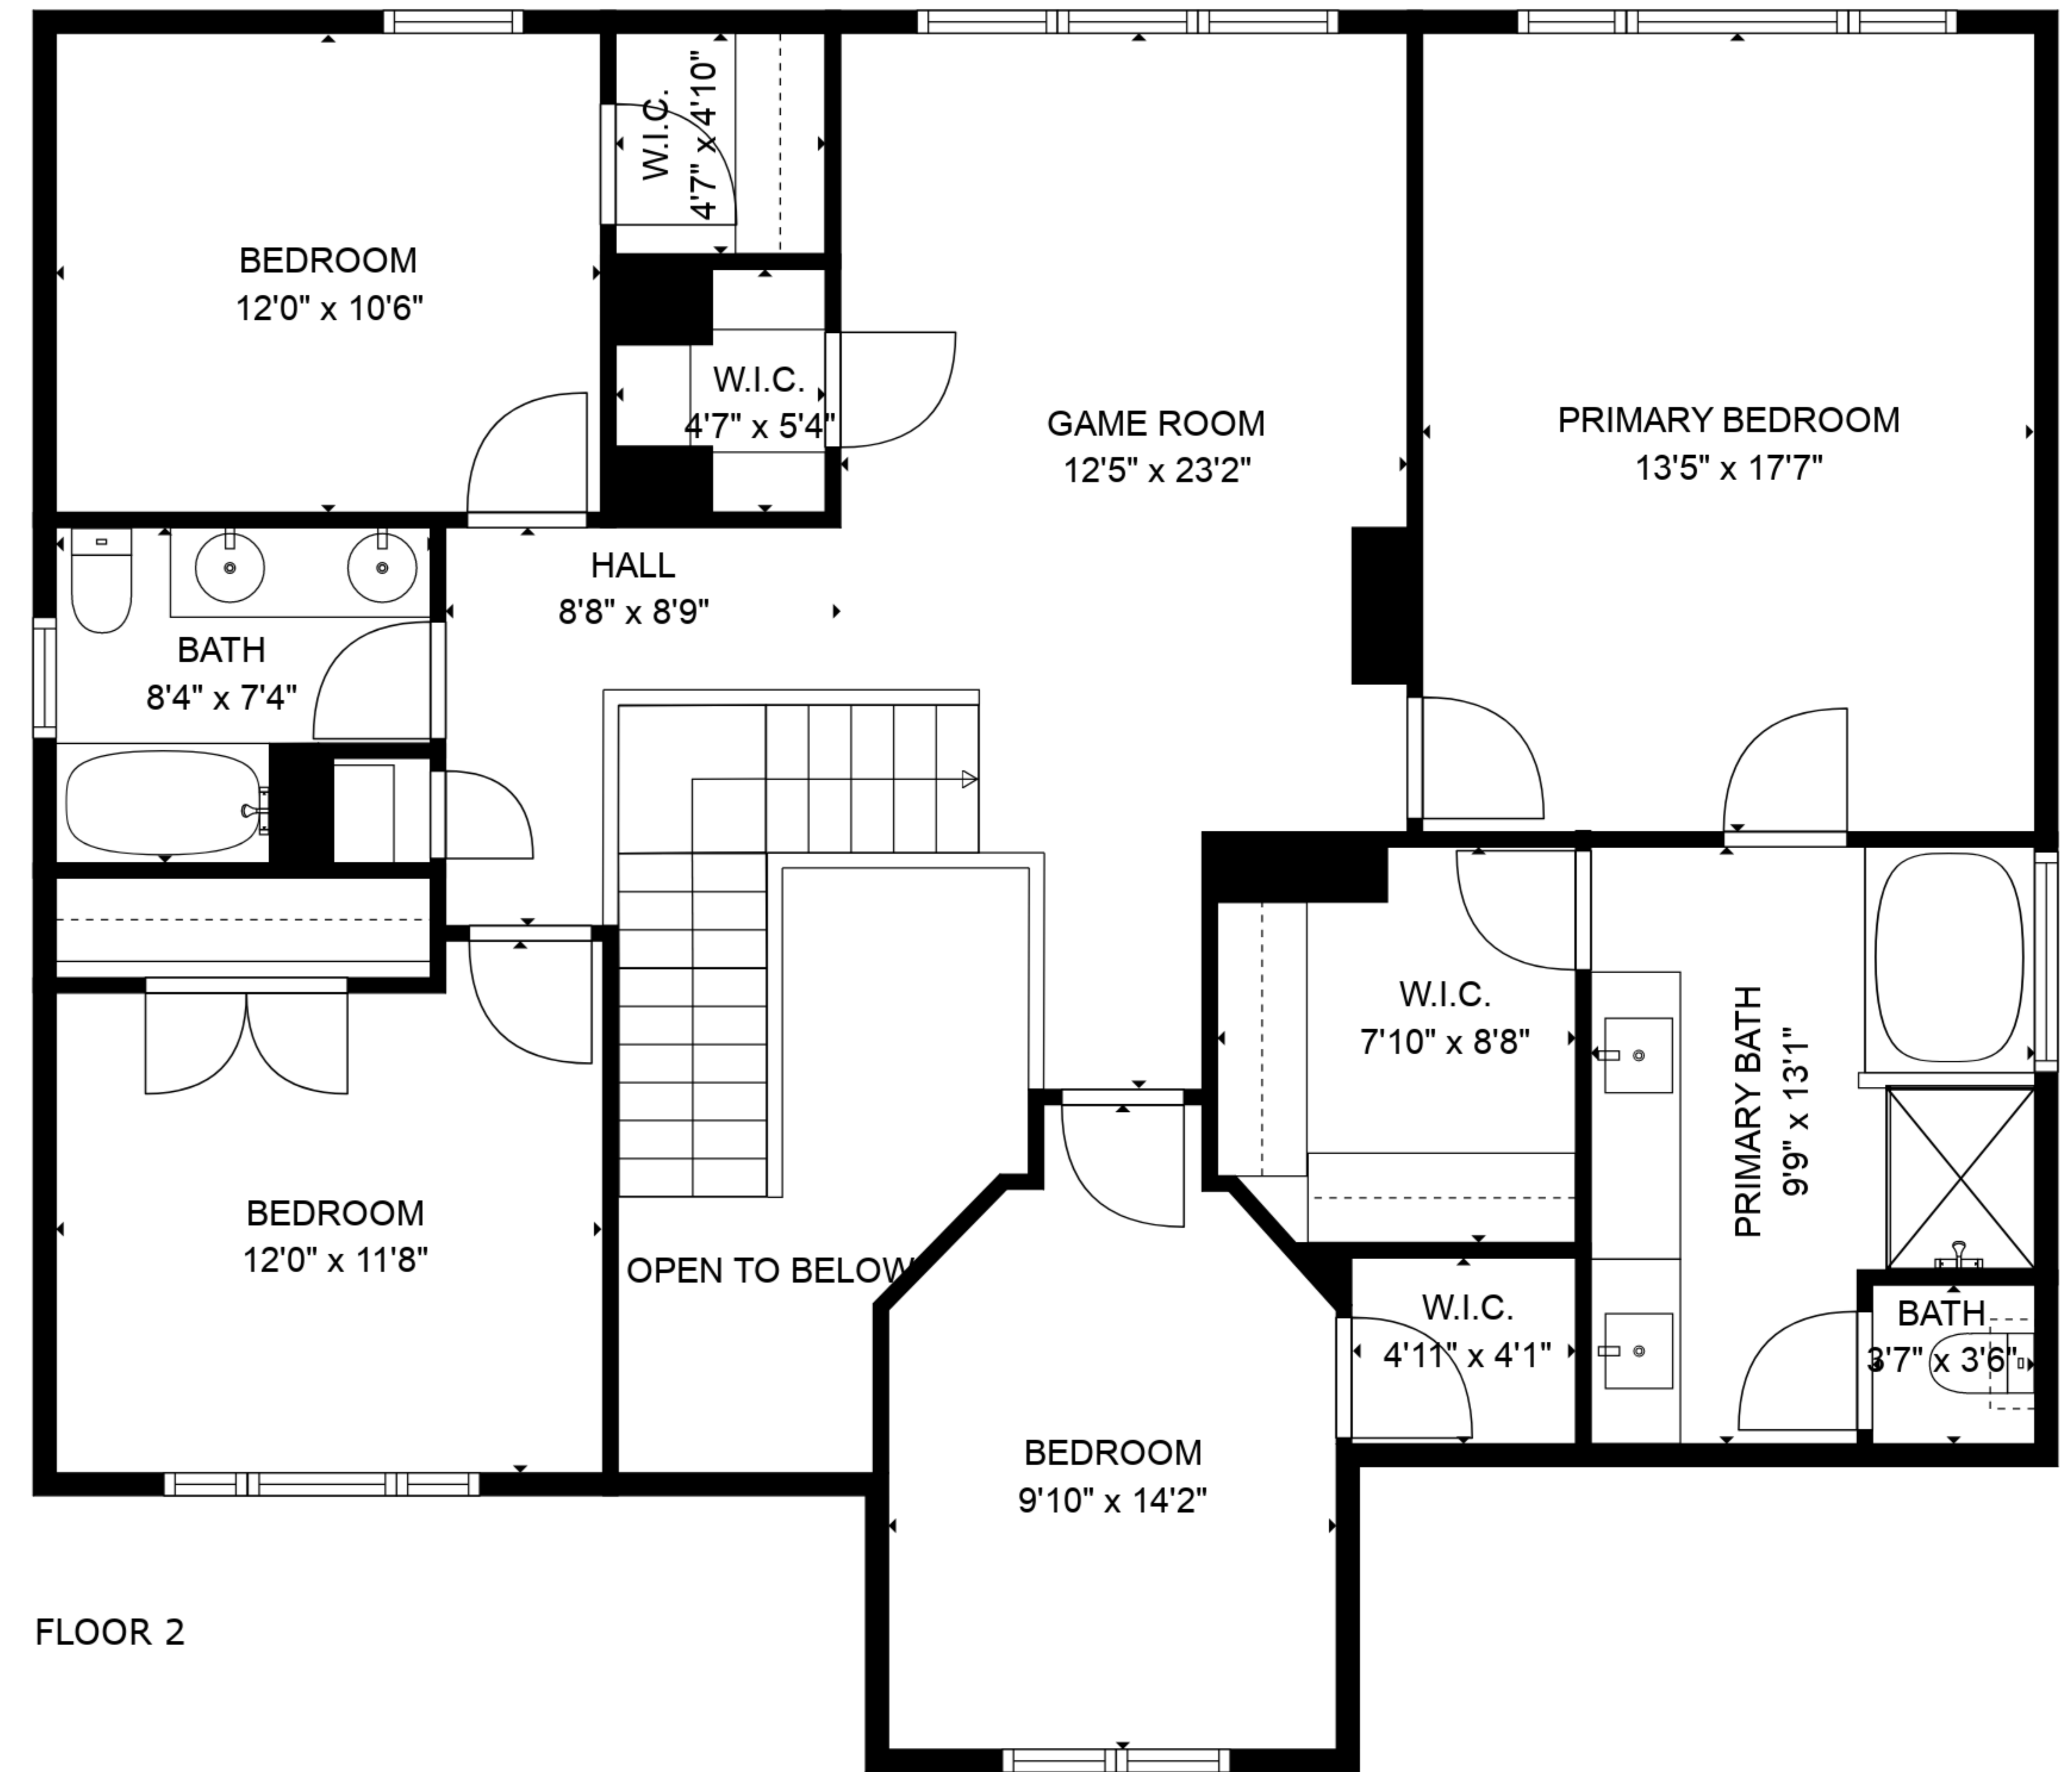 W.I.C.
4'7" x 4'10"
BEDROOM
12'0" x 10'6"
W.I.C.
4'7" x 5'4"
GAME ROOM
12'5" x 23'2"
PRIMARY BEDROOM
13'5" x 17'7"
HALL
8'8" x 8'9"
BATH
8'4" x 7'4"
W.I.C.
7'10" x 8'8"
PRIMARY BATH
9'9" x 13'1"
BEDROOM
12'0" x 11'8"
OPEN TO BELOW
W.I.C.
4'11" x 4'1"
BATH
3'7" x 3'6"
BEDROOM
9'10" x 14'2"
FLOOR 2